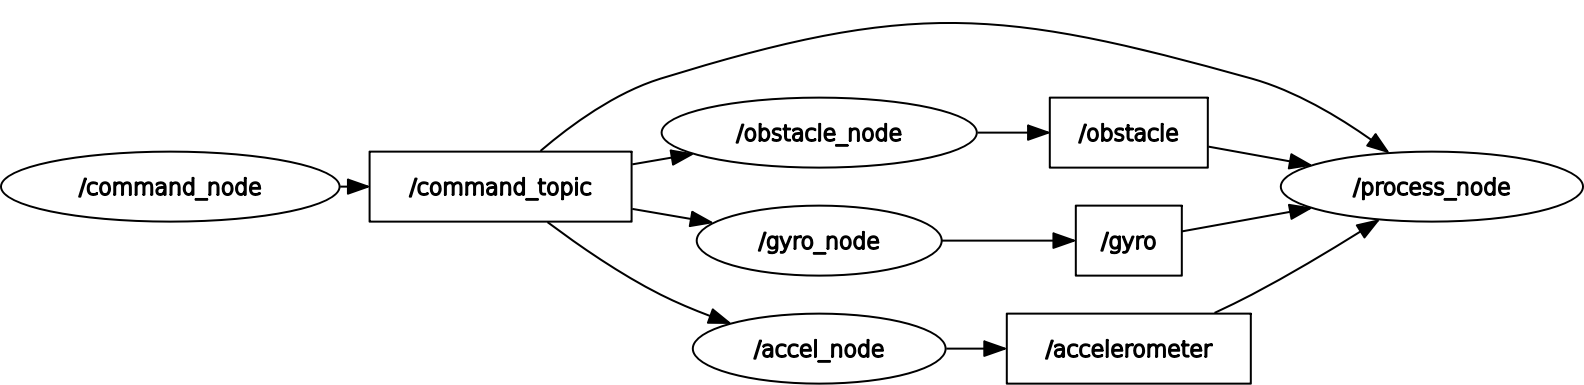 /command_node
/command_topic
/obstacle_node
/obstacle
/gyro_node
/gyro
/accel_node
/accelerometer
/process_node